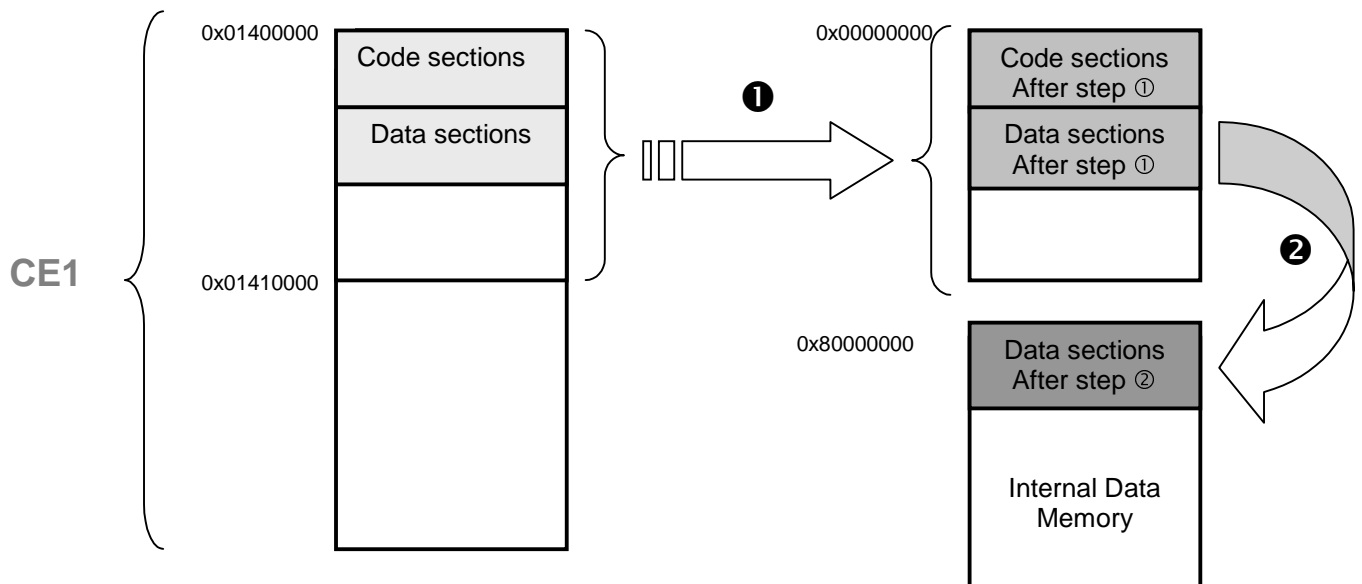 CE1
0x01400000
Code sections
Data sections
0x01410000
❶
0x00000000
Code sections
After step ①
Data sections
After step ①
❷
0x80000000
Data sections
After step ②
Internal Data
Memory